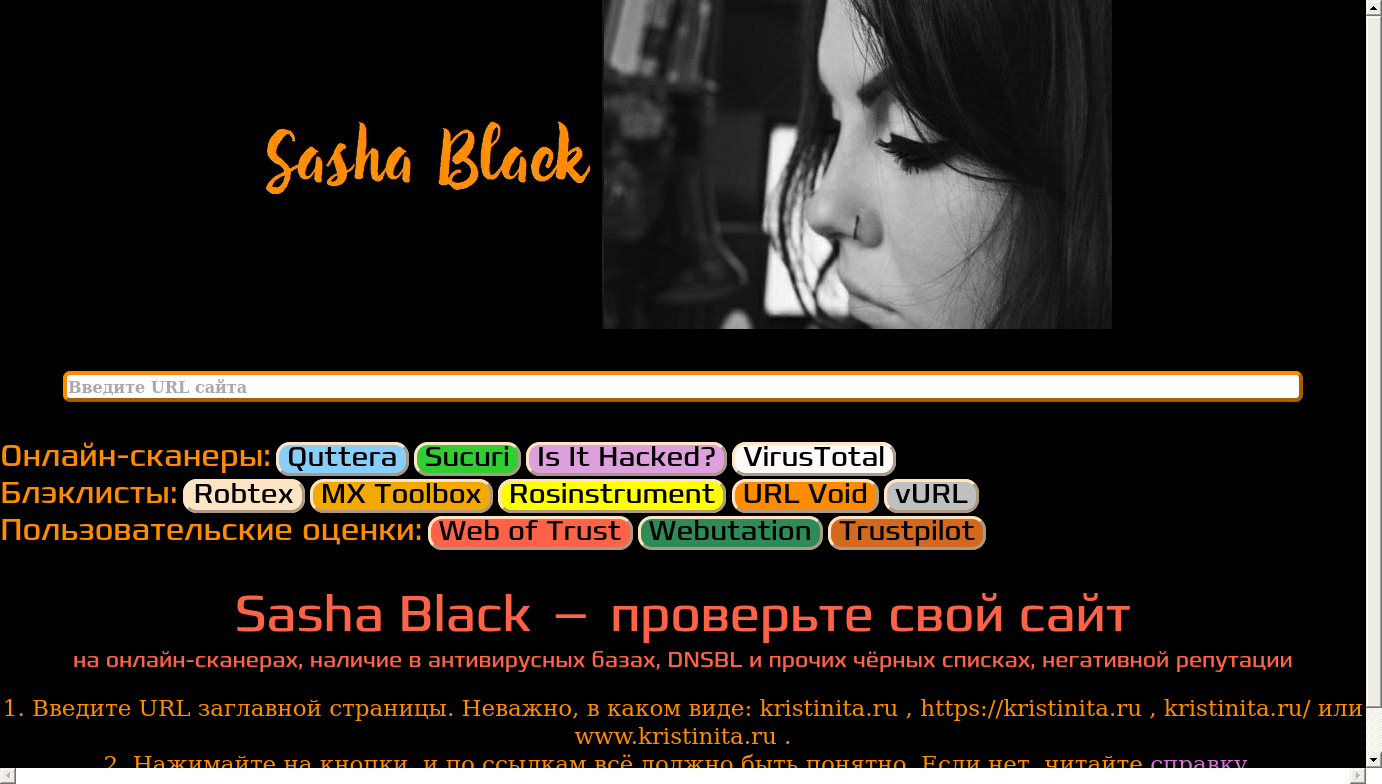 Sasha Black
Введите URL сайта
Онлайн-сканеры: Quttera Sucuri Is It Hacked? VirusTotal
Блэклисты: Robtex MX Toolbox Rosinstrument URL Void vURL
Пользовательские оценки: Web of Trust Webutation Trustpilot
Sasha Black — проверьте свой сайт
на онлайн-сканерах, наличие в антивирусных базах, DNSBL и прочих чёрных списках, негативной репутации
1. Введите URL заглавной страницы. Неважно, в каком виде: kristinita.ru , https://kristinita.ru , kristinita.ru/ или
www.kristinita.ru .
2. Нажимайте на кнопки, и по ссылкам всё должно быть понятно. Если нет, читайте справку.